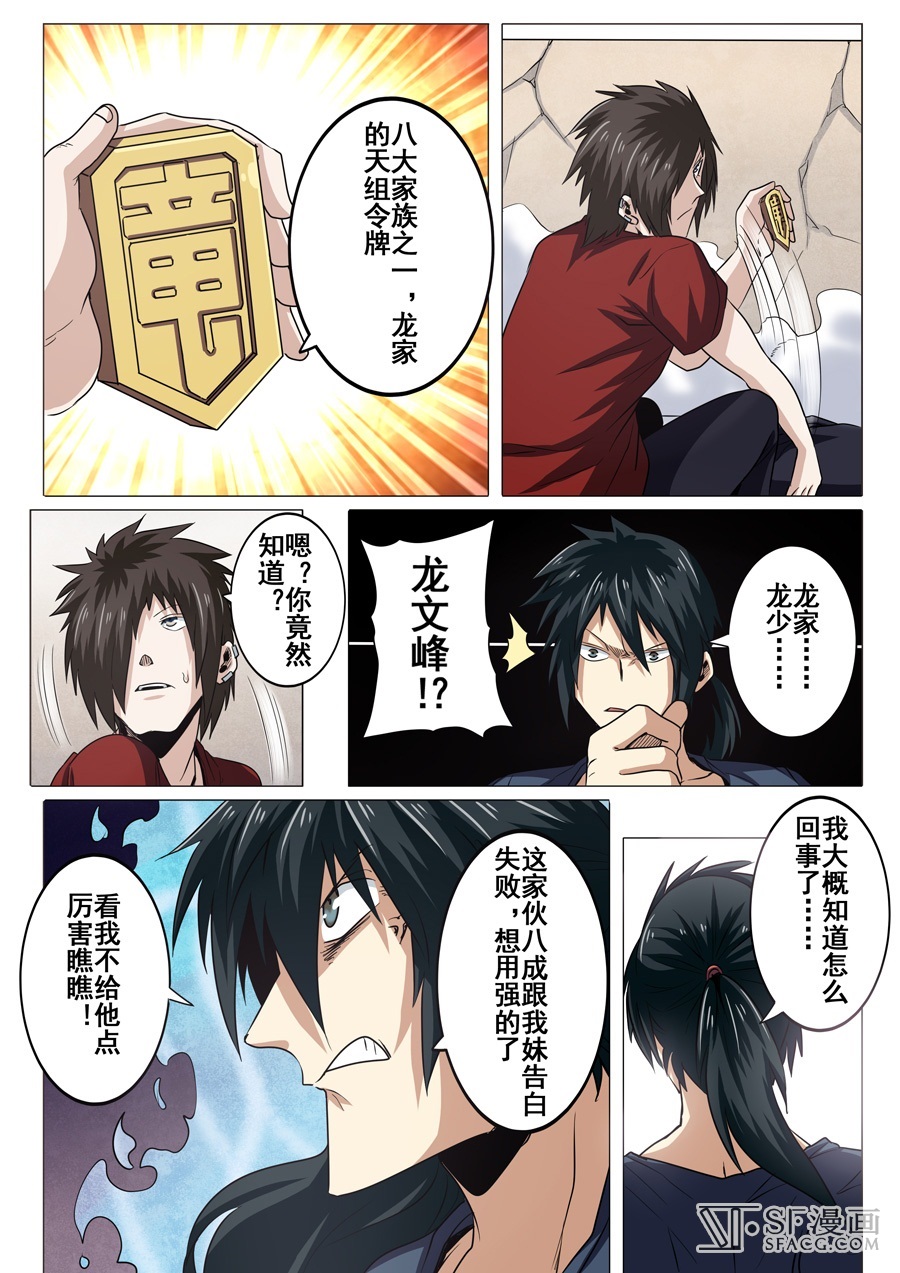 竜
八大家族之一，龙家
的天组令牌
龙家……
龙少……
龙文峰!?
嗯？你竟然
知道？
我大概知道怎么
回事了……
这家伙八成跟我妹告白
失败，想用强的了
看我不给他点
厉害瞧瞧！
SF漫画
SFACG.COM